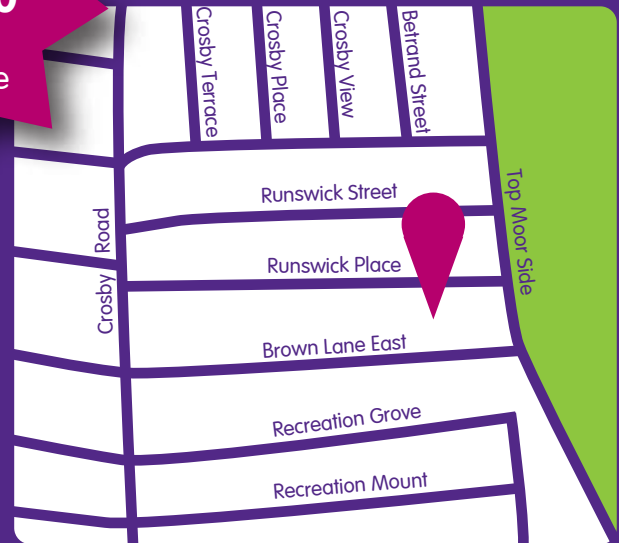 e
Crosby Terrace
Crosby Place
Crosby View
Betrand Street
Runswick Street
Top Moor Side
Crosby Road
Runswick Place
Brown Lane East
Recreation Grove
Recreation Mount